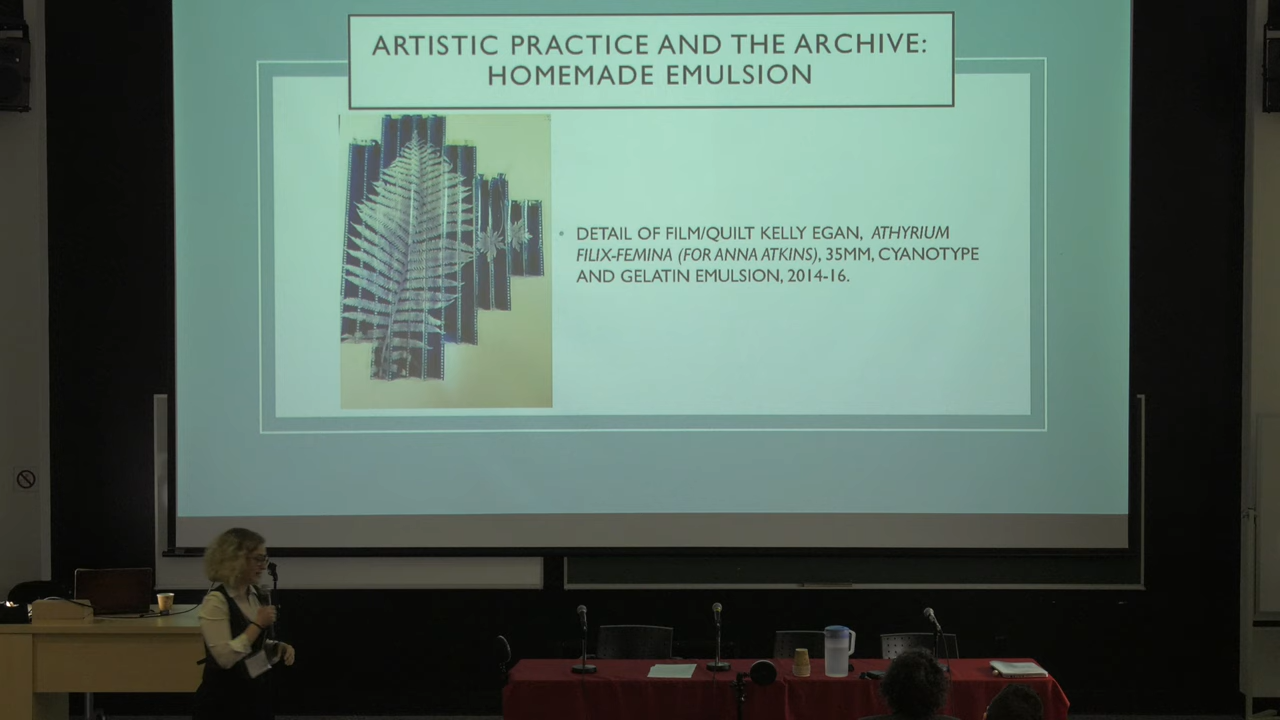 ARTISTIC PRACTICE AND THE ARCHIVE:
HOMEMADE EMULSION
• DETAIL OF FILM/QUILT KELLY EGAN, ATHYRIUM
FILIX-FEMINA (FOR ANNA ATKINS), 35MM, CYANOTYPE
AND GELATIN EMULSION, 2014-16.